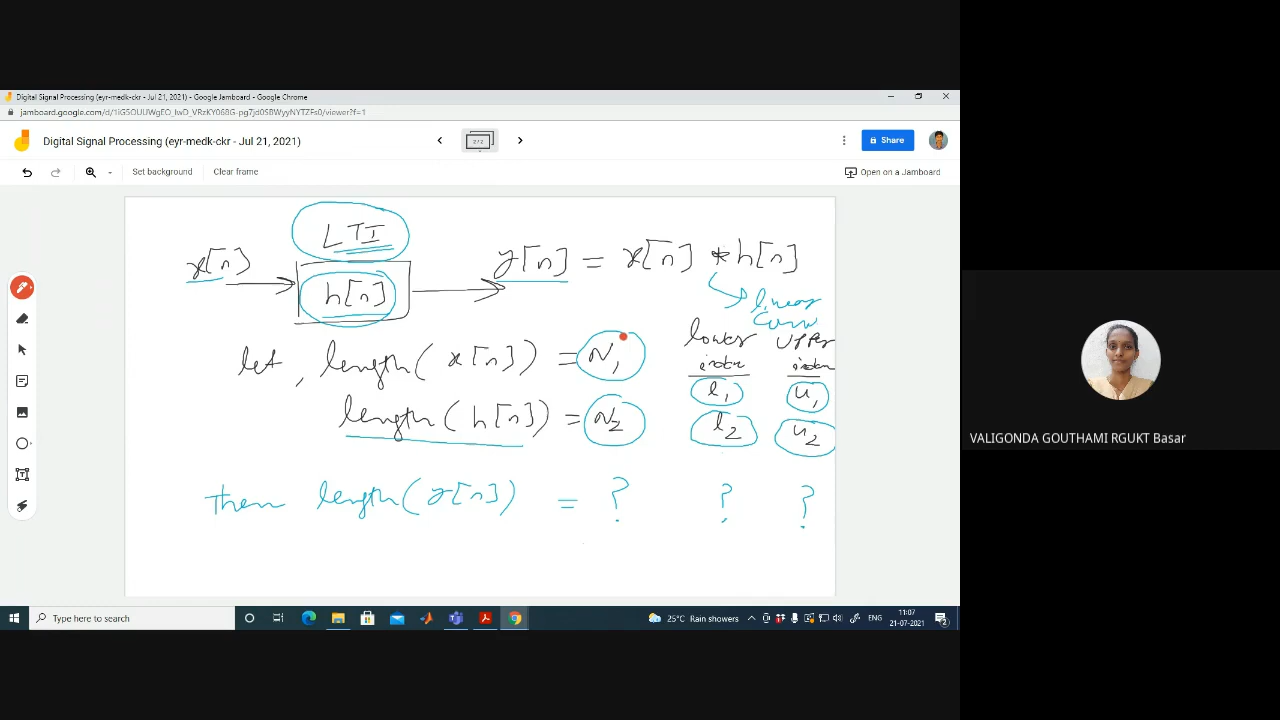 Digital Signal Processing (eyr-medk-ckr - Jul 21, 2021) - Google Jamboard - Google Chrome
Digital Signal Processing (eyr-medk-ckr - Jul 21, 2021)
2/2
Share
Set background
Clear frame
Open on a Jamboard
LTI
x[n]
h[n]
y[n] = x[n] * h[n]
linear
Conv
lower index
Upper index
let, length(x[n]) = N1 l1 u1
length(h[n]) = N2 l2 u2
then length(y[n]) = ? ? ?
VALIGONDA GOUTHAMI RGUKT Basar
Type here to search
25°C Rain showers
ENG
11:07
21-07-2021
2